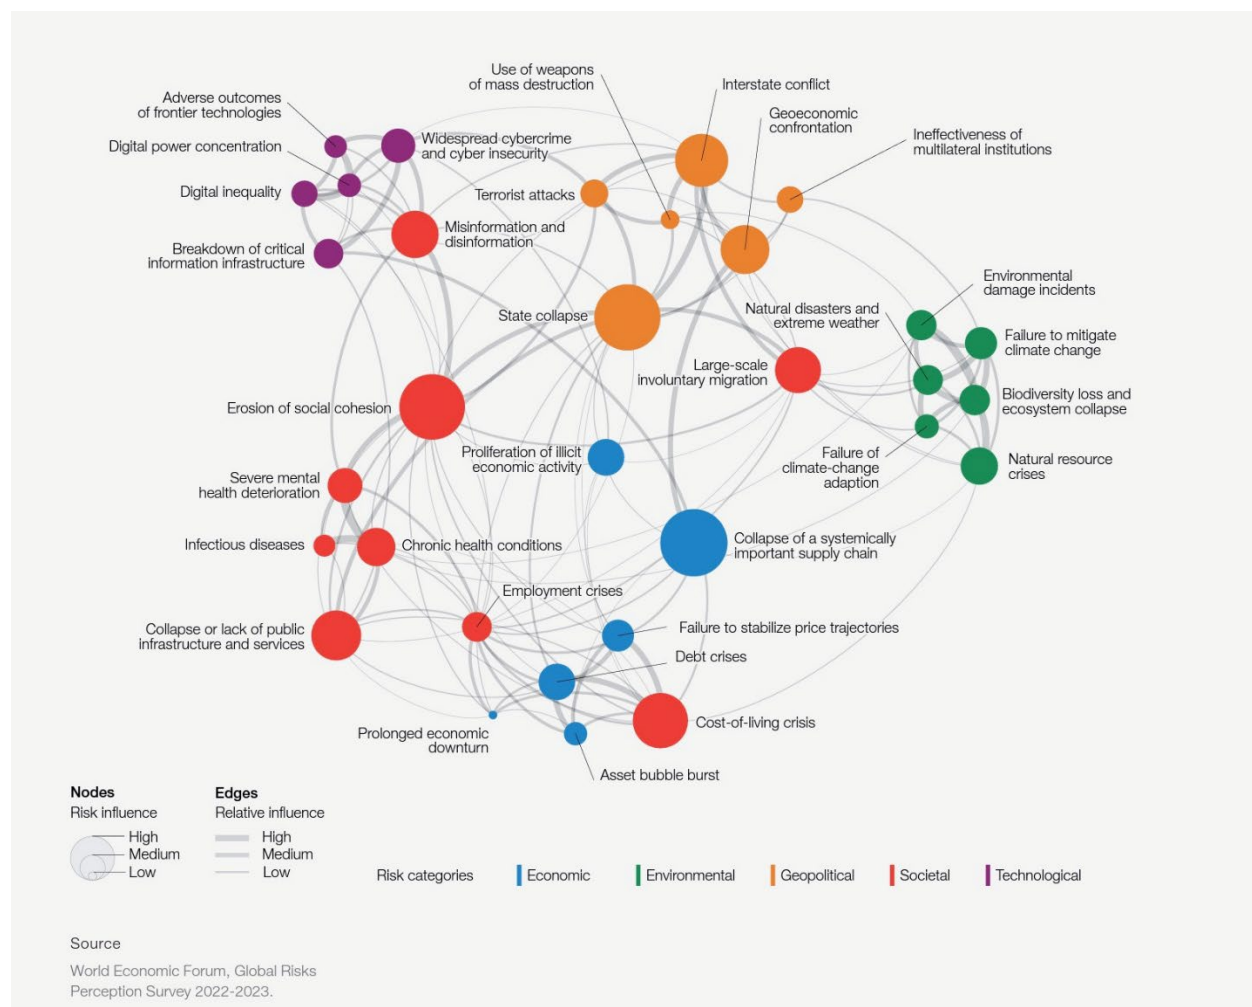 Use of weapons
of mass destruction
Interstate conflict
Geoeconomic
confrontation
Ineffectiveness of
multilateral institutions
Adverse outcomes
of frontier technologies
Digital power concentration
Digital inequality
Breakdown of critical
information infrastructure
Widespread cybercrime
and cyber insecurity
Terrorist attacks
Misinformation and
disinformation
State collapse
Environmental
damage incidents
Natural disasters and
extreme weather
Failure to mitigate
climate change
Large-scale
involuntary migration
Biodiversity loss and
ecosystem collapse
Erosion of social cohesion
Proliferation of illicit
economic activity
Failure of
climate-change
adaption
Natural resource
crises
Severe mental
health deterioration
Infectious diseases
Chronic health conditions
Collapse of a systemically
important supply chain
Employment crises
Collapse or lack of public
infrastructure and services
Failure to stabilize price trajectories
Debt crises
Prolonged economic
downturn
Cost-of-living crisis
Asset bubble burst
Nodes
Risk influence
High
Medium
Low
Edges
Relative influence
High
Medium
Low
Risk categories
Economic
Environmental
Geopolitical
Societal
Technological
Source
World Economic Forum, Global Risks
Perception Survey 2022-2023.